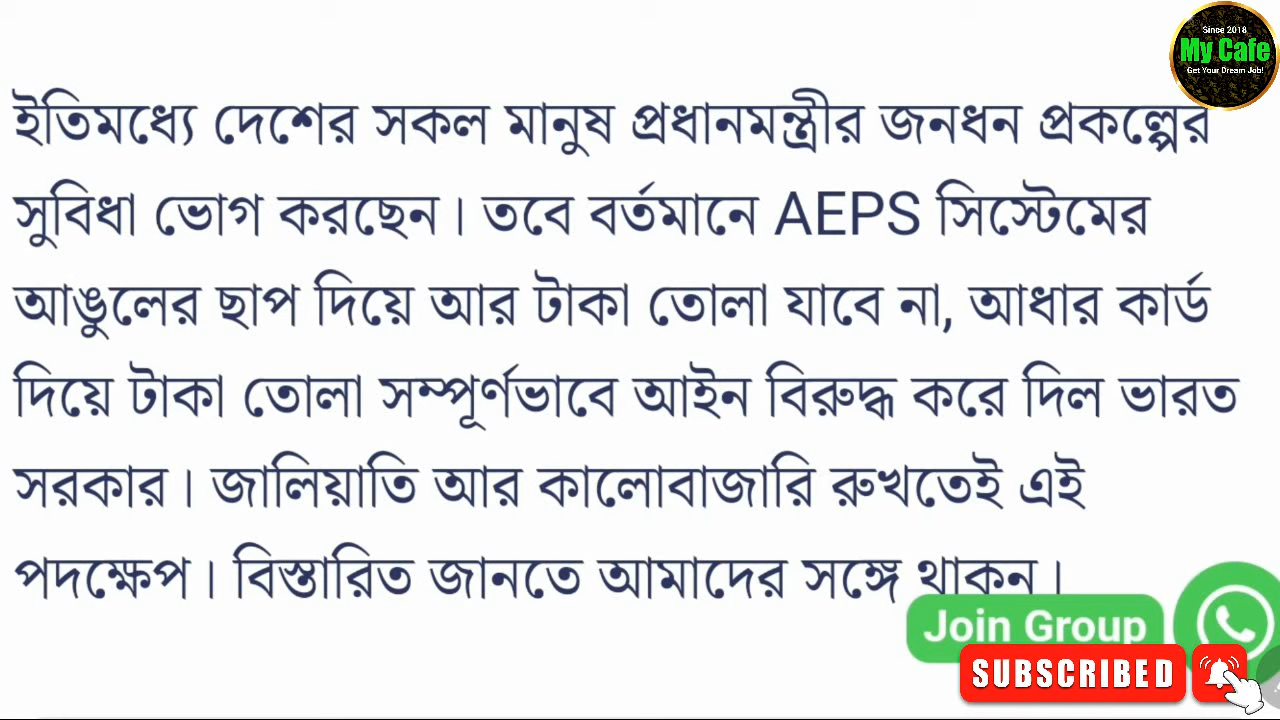 Since 2018
My Cafe
Get Your Dream Job!
ইতিমধ্যে দেশের সকল মানুষ প্রধানমন্ত্রীর জনধন প্রকল্পের
সুবিধা ভোগ করছেন। তবে বর্তমানে AEPS সিস্টেমের
আঙুলের ছাপ দিয়ে আর টাকা তোলা যাবে না, আধার কার্ড
দিয়ে টাকা তোলা সম্পূর্ণভাবে আইন বিরুদ্ধ করে দিল ভারত
সরকার। জালিয়াতি আর কালোবাজারি রুখতেই এই
পদক্ষেপ। বিস্তারিত জানতে আমাদের সঙ্গে থাকুন।
Join Group
SUBSCRIBED